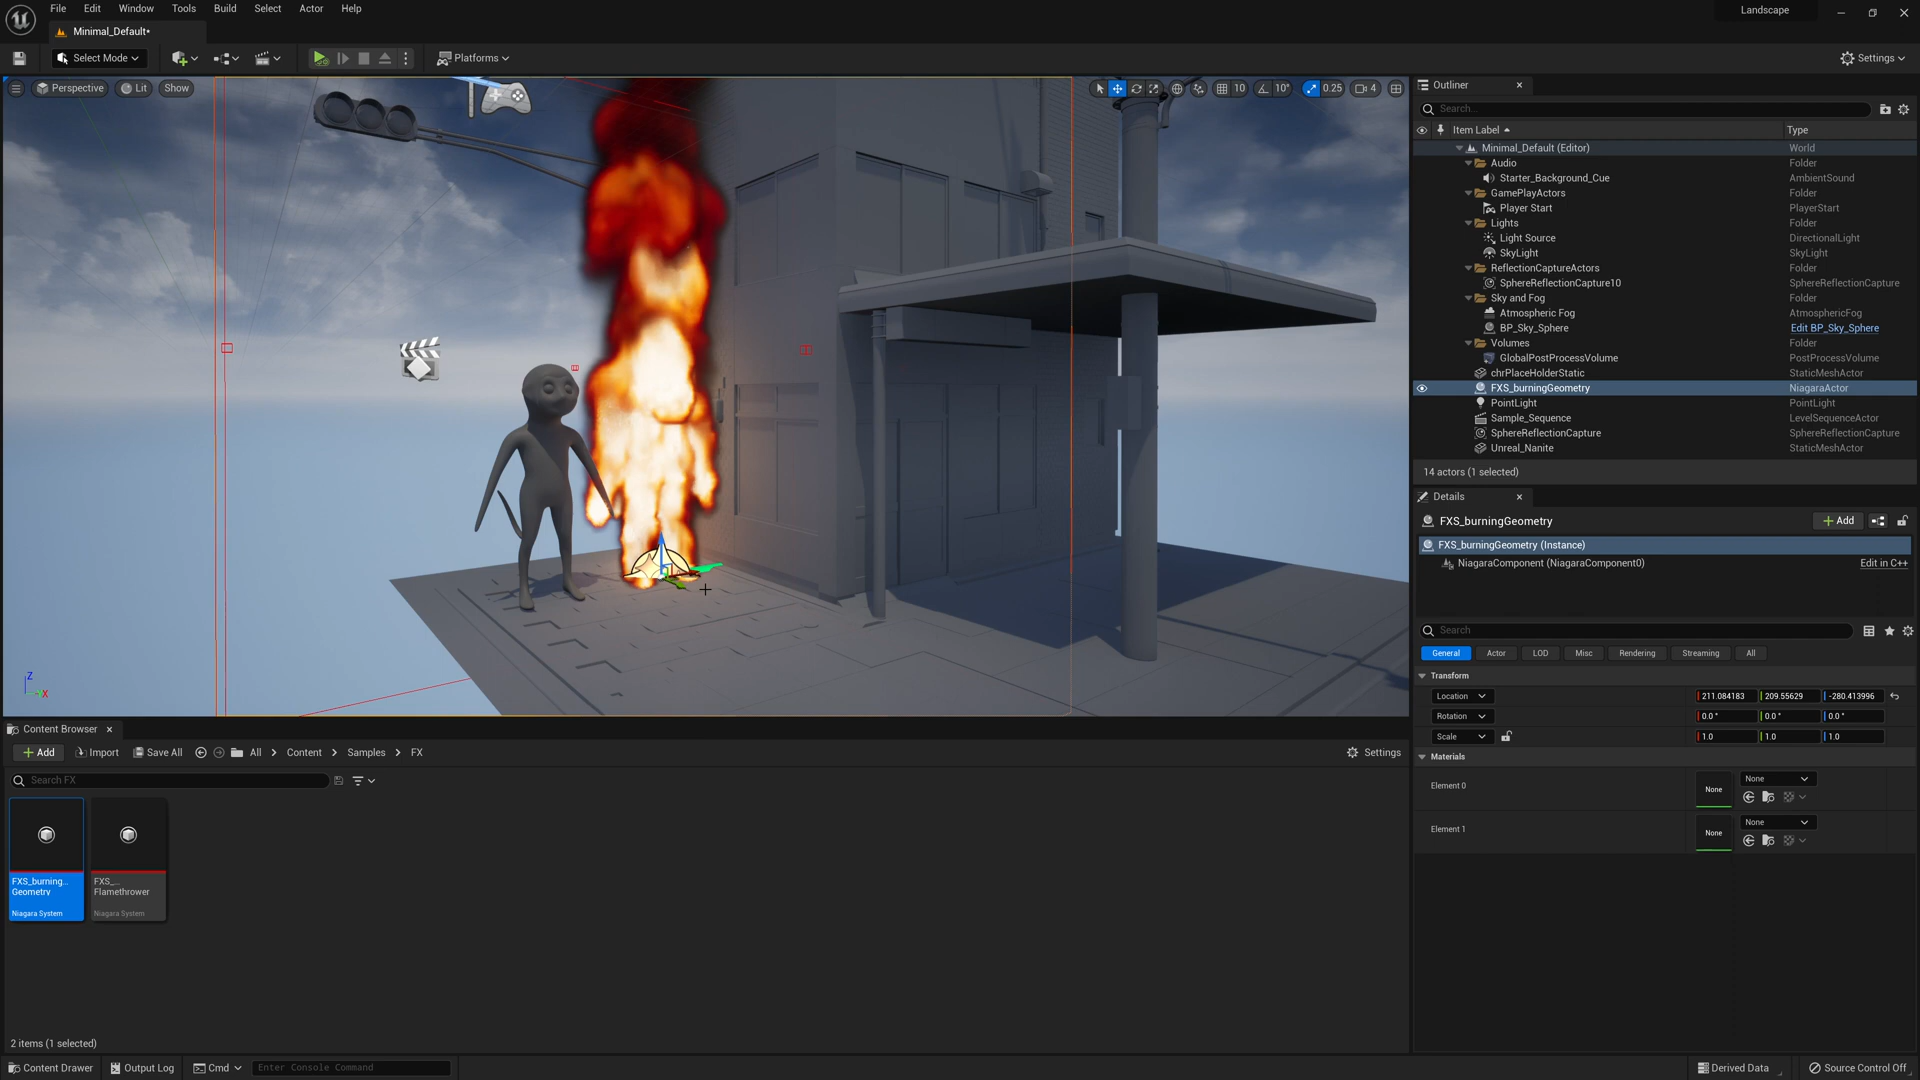 File Edit Window Tools Build Select Actor Help
Landscape
Minimal_Default*
Select Mode
Platforms
Settings
Perspective Lit Show
10 10° 0.25 4
Z
X
Outliner
Search...
Item Label Type
Minimal_Default (Editor) World
Audio Folder
Starter_Background_Cue AmbientSound
GamePlayActors Folder
Player Start PlayerStart
Lights Folder
Light Source DirectionalLight
SkyLight SkyLight
ReflectionCaptureActors Folder
SphereReflectionCapture10 SphereReflectionCapture
Sky and Fog Folder
Atmospheric Fog AtmosphericFog
BP_Sky_Sphere Edit BP_Sky_Sphere
Volumes Folder
GlobalPostProcessVolume PostProcessVolume
chrPlaceHolderStatic StaticMeshActor
FXS_burningGeometry NiagaraActor
PointLight PointLight
Sample_Sequence LevelSequenceActor
SphereReflectionCapture SphereReflectionCapture
Unreal_Nanite StaticMeshActor
14 actors (1 selected)
Details
FXS_burningGeometry
Add
FXS_burningGeometry (Instance)
NiagaraComponent (NiagaraComponent0) Edit in C++
Search
General Actor LOD Misc Rendering Streaming All
Transform
Location 211.084183 209.55629 -280.413996
Rotation 0.0 ° 0.0 ° 0.0 °
Scale 1.0 1.0 1.0
Materials
Element 0 None None
Element 1 None None
Content Browser
Add Import Save All All Content Samples FX Settings
Search FX
FXS_burning...
Geometry
Niagara System
FXS_...
Flamethrower
Niagara System
2 items (1 selected)
Content Drawer Output Log Cmd Enter Console Command Derived Data Source Control Off